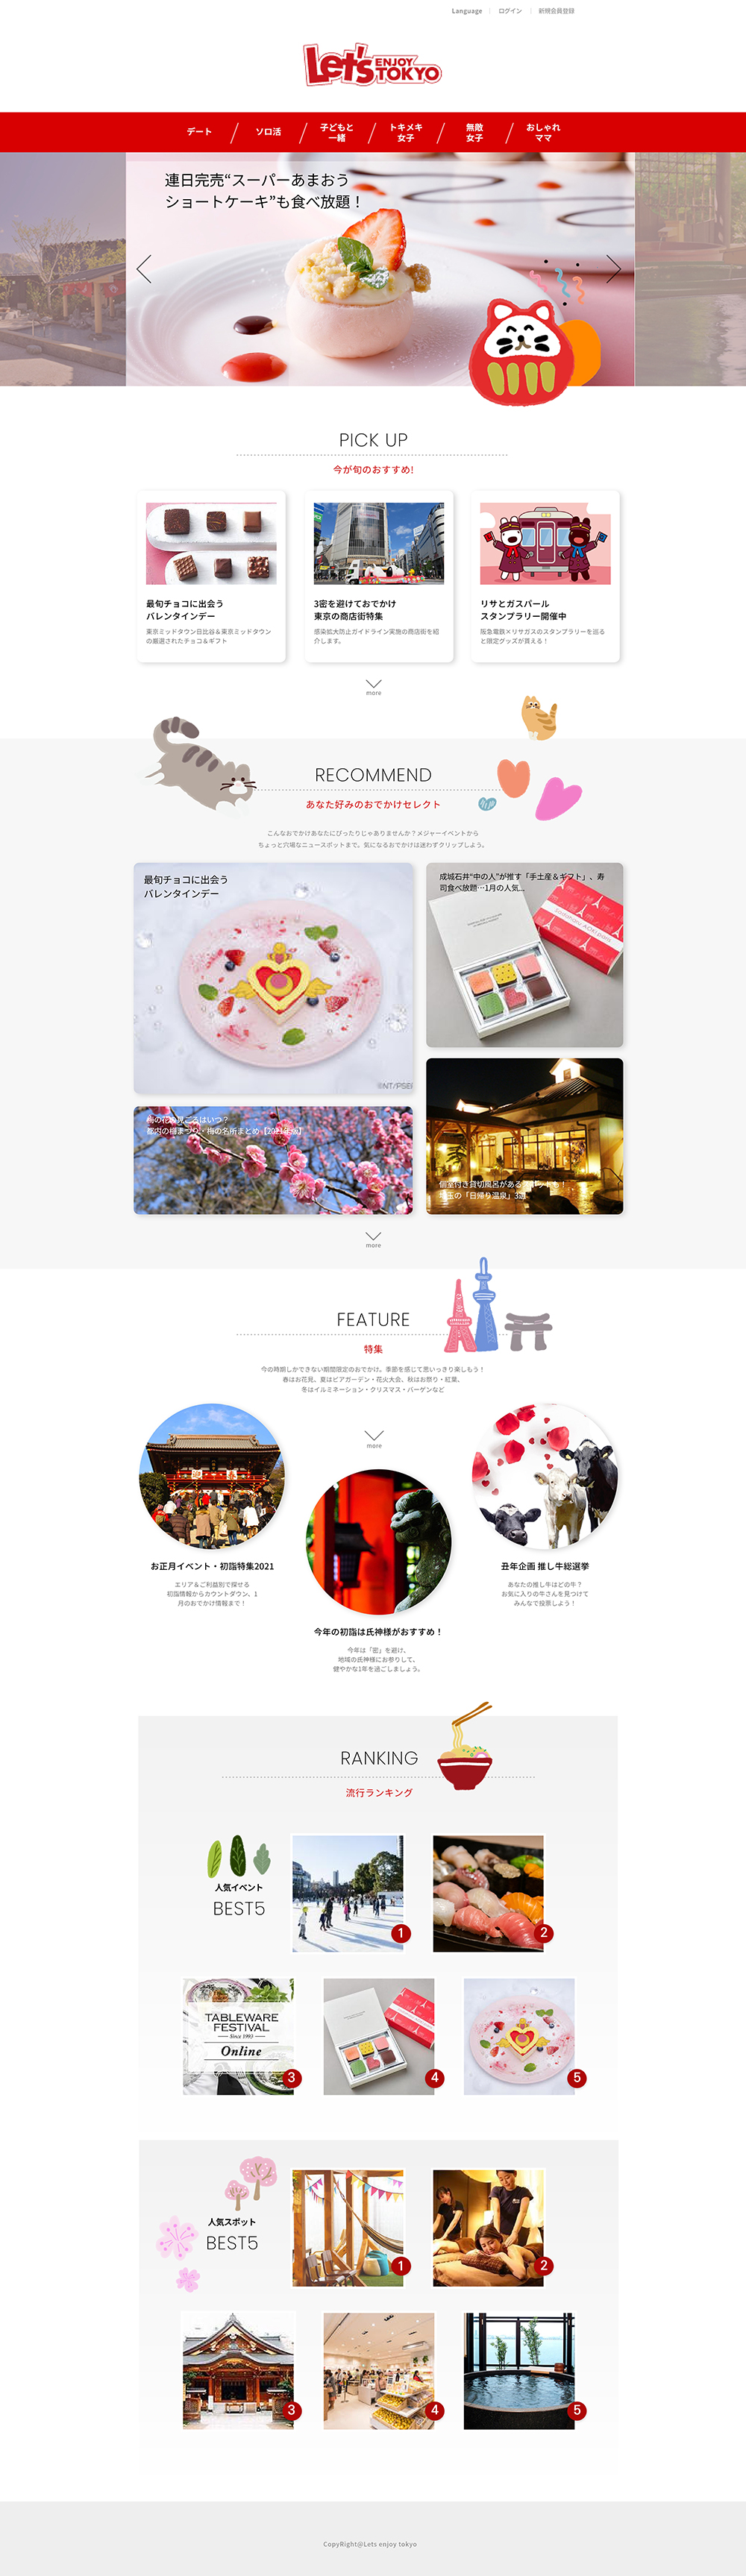 Language
ログイン
新規会員登録
Let's ENJOY TOKYO
デート
ソロ活
子どもと
一緒
トキメキ
女子
無敵
女子
おしゃれ
ママ
連日完売“スーパーあまおう
ショートケーキ”も食べ放題！
PICK UP
今が旬のおすすめ!
最旬チョコに出会う
バレンタインデー
東京ミッドタウン日比谷＆東京ミッドタウン
の厳選されたチョコ＆ギフト
3密を避けておでかけ
東京の商店街特集
感染拡大防止ガイドライン実施の商店街を紹
介します。
リサとガスパール
スタンプラリー開催中
阪急電鉄×リサガスのスタンプラリーを巡る
と限定グッズが買える！
more
RECOMMEND
あなた好みのおでかけセレクト
こんなおでかけあなたにぴったりじゃありませんか？メジャーイベントから
ちょっと穴場なニュースポットまで。気になるおでかけは迷わずクリップしよう。
最旬チョコに出会う
バレンタインデー
©NT/PSEI
成城石井“中の人”が推す「手土産＆ギフト」、寿
司食べ放題…1月の人気...
梅の花の見ごろはいつ？
都内の梅まつり・梅の名所まとめ【2021年版】
個室付き貸切風呂がある
埼玉の「日帰り温泉」3選
more
FEATURE
特集
今の時期しかできない期間限定のおでかけ。季節を感じて思いっきり楽しもう！
春はお花見。夏はビアガーデン・花火大会。秋はお祭り・紅葉。
冬はイルミネーション・クリスマス・バーゲンなど
more
お正月イベント・初詣特集2021
エリア＆ご利益別で探せる
初詣情報からカウントダウン、1
月のおでかけ情報まで！
今年の初詣は氏神様がおすすめ！
今年は「密」を避け、
地域の氏神様にお参りして、
健やかな1年を過ごしましょう。
丑年企画 推し牛総選挙
あなたの推し牛はどの牛？
お気に入りの牛さんを見つけて
みんなで投票しよう！
RANKING
流行ランキング
人気イベント
BEST5
1
2
TABLEWARE
FESTIVAL
Since 1993
Online
3
4
5
人気スポット
BEST5
1
2
3
4
5
CopyRight@Lets enjoy tokyo